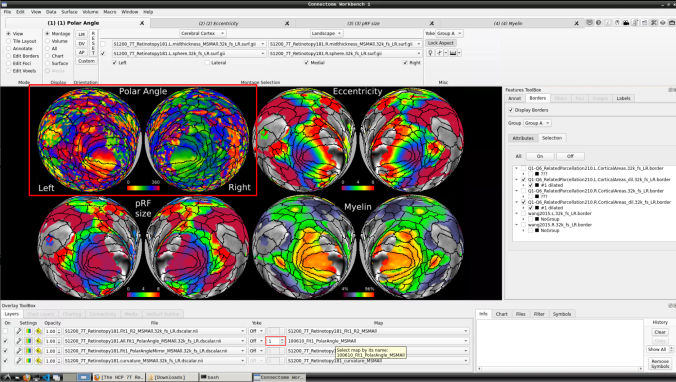 Connectome Workbench 1
File Edit View Data Surface Volume Macro Window Help
(1) (1) Polar Angle X (2) (2) Eccentricity X (3) (3) pRF size X (4) (4) Myelin X
View
Tile Layout
Annotate
Edit Borders
Edit Foci
Edit Voxels
Mode
Montage
Volume
All
Chart
Surface
Display
LM
DV
AP
Custom
RESET
Orientation
Cerebral Cortex Landscape
S1200_7T_Retinotopy181.L.midthickness_MSMAll.32k_fs_LR.surf.gii S1200_7T_Retinotopy181.R.midthickness_MSMAll.32k_fs_LR.surf.gii
S1200_7T_Retinotopy181.L.sphere.32k_fs_LR.surf.gii S1200_7T_Retinotopy181.R.sphere.32k_fs_LR.surf.gii
Left Lateral Medial Right
Montage Selection
Yoke Group A
Lock Aspect
Misc
Polar Angle
Left
0 360
Right
Eccentricity
0 4 8
pRF
size
0 4 8
Myelin
4% 96%
Features ToolBox
Annot Borders Labels
Display Borders
Group Group A
Attributes Selection
All On Off
Q1-Q6_RelatedParcellation210.L.CorticalAreas.32k_fs_LR.border
???
Q1-Q6_RelatedParcellation210.L.CorticalAreas_dil.32k_fs_LR.border
#1 dilated
Q1-Q6_RelatedParcellation210.R.CorticalAreas.32k_fs_LR.border
???
Q1-Q6_RelatedParcellation210.R.CorticalAreas_dil.32k_fs_LR.border
#1 dilated
wang2015.L.32k_fs_LR.border
NoGroup
wang2015.R.32k_fs_LR.border
NoGroup
Overlay ToolBox
Layers
On Settings Opacity File Yoke Map
1.00 S1200_7T_Retinotopy181.Fit1_R2_MSMAll.32k_fs_LR.dscalar.nii Off S1200_7T_Retinotopy181_Fit1_R2_MSMAll
1.00 S1200_7T_Retinotopy181.All.Fit1_PolarAngle_MSMAll.32k_fs_LR.dscalar.nii Off 1 100610_Fit1_PolarAngle_MSMAll
1.00 S1200_7T_Retinotopy181.Fit1_PolarAngleMirror_MSMAll.32k_fs_LR.dscalar.nii Off S1200_7T_Retinotopy
Select map by its name:
100610_Fit1_PolarAngle_MSMAll
1.00 S1200_7T_Retinotopy181.curvature_MSMAll.32k_fs_LR.dscalar.nii Off S1200_7T_Retinotopy181_curvature_MSMAll
Info Chart Files Filter Symbols
History
Clear
Show All
Remove
Symbols
[The HCP 7T Re.. [Downloads] Bash Connectome Wor..